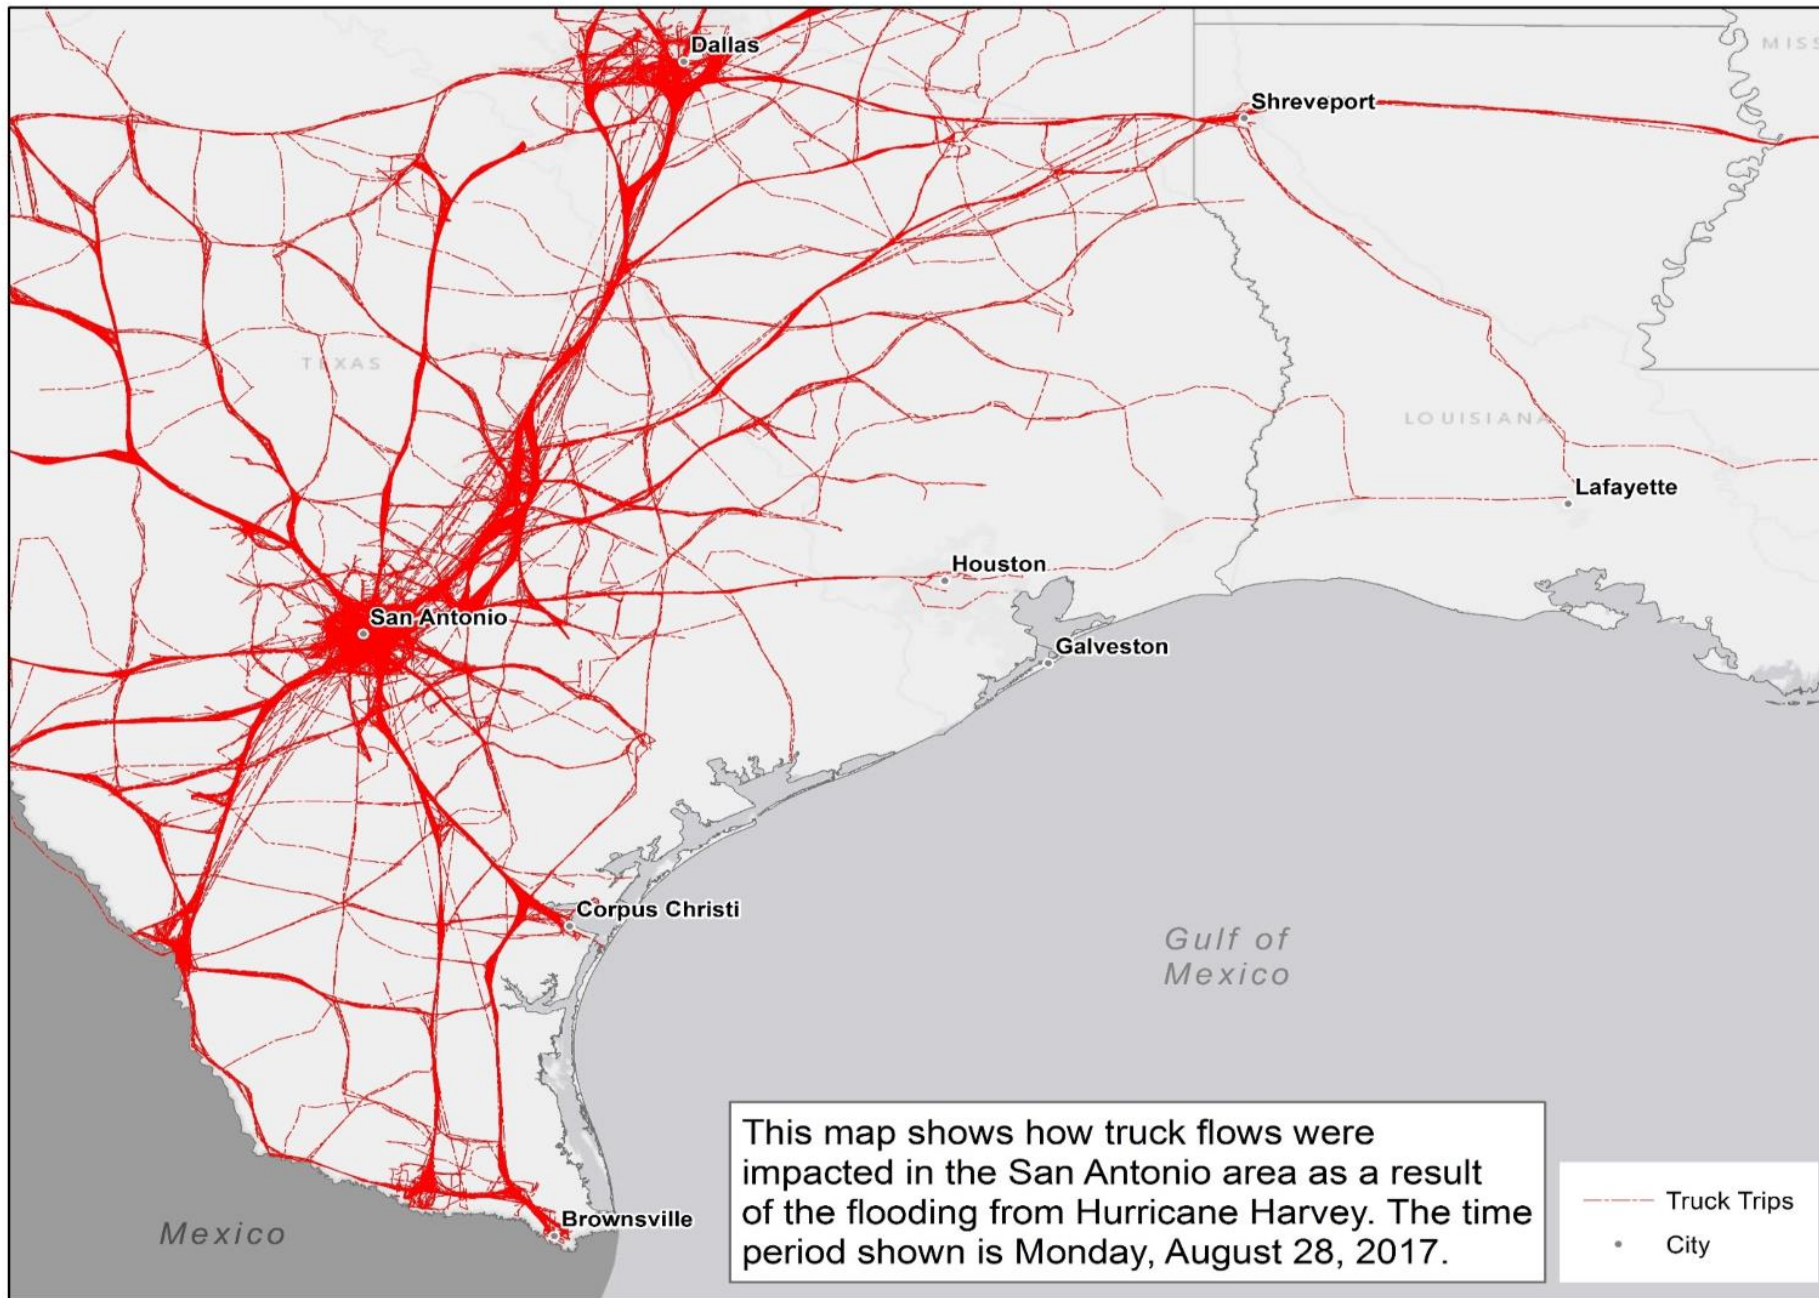 Dallas
MISS
Shreveport
TEXAS
LOUISIANA
Lafayette
Houston
San Antonio
Galveston
Corpus Christi
Gulf of
Mexico
This map shows how truck flows were
impacted in the San Antonio area as a result
of the flooding from Hurricane Harvey. The time
period shown is Monday, August 28, 2017.
Truck Trips
City
Mexico
Brownsville